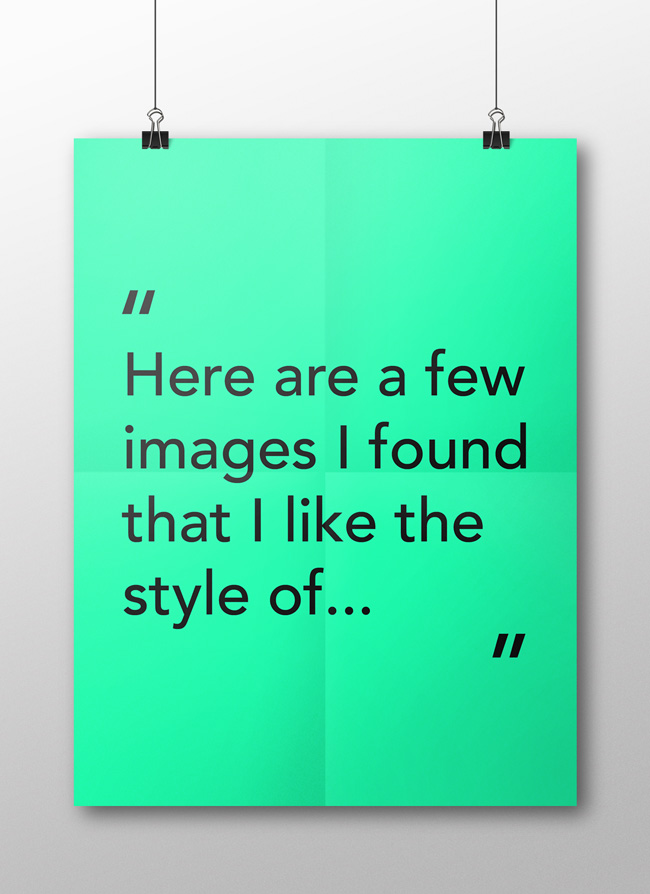 "
Here are a few
images I found
that I like the
style of...
"